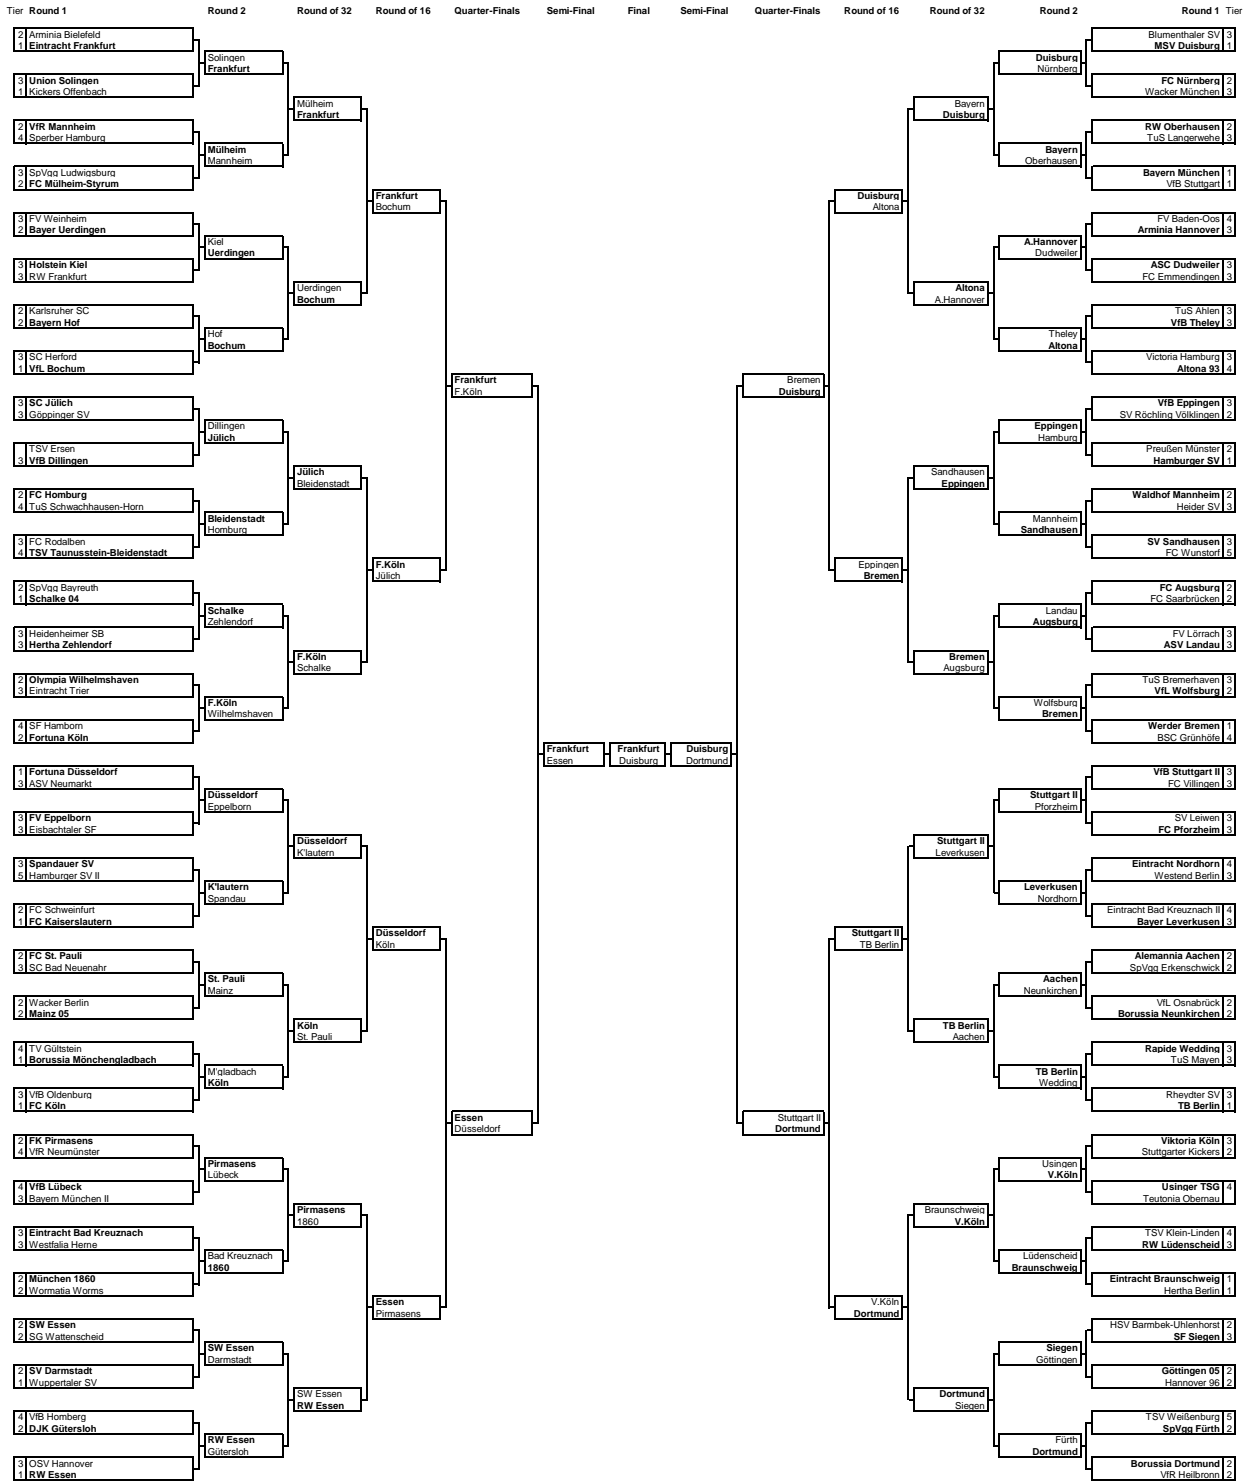 Tier Round 1 Round 2 Round of 32 Round of 16 Quarter-Finals Semi-Final Final Semi-Final Quarter-Finals Round of 16 Round of 32 Round 2 Round 1 Tier
2 Arminia Bielefeld
1 Eintracht Frankfurt
3 Union Solingen
1 Kickers Offenbach
2 VfR Mannheim
4 Sperber Hamburg
3 SpVgg Ludwigsburg
2 FC Mülheim-Styrum
3 FV Weinheim
2 Bayer Uerdingen
3 Holstein Kiel
3 RW Frankfurt
2 Karlsruher SC
2 Bayern Hof
3 SC Herford
1 VfL Bochum
3 SC Jülich
3 Göppinger SV
TSV Ersen
3 VfB Dillingen
2 FC Homburg
4 TuS Schwachhausen-Horn
3 FC Rodalben
4 TSV Taunusstein-Bleidenstadt
2 SpVgg Bayreuth
1 Schalke 04
3 Heidenheimer SB
3 Hertha Zehlendorf
2 Olympia Wilhelmshaven
3 Eintracht Trier
4 SF Hamborn
2 Fortuna Köln
1 Fortuna Düsseldorf
3 ASV Neumarkt
3 FV Eppelborn
3 Eisbachtaler SF
3 Spandauer SV
5 Hamburger SV II
2 FC Schweinfurt
1 FC Kaiserslautern
2 FC St. Pauli
3 SC Bad Neuenahr
2 Wacker Berlin
2 Mainz 05
4 TV Gültstein
1 Borussia Mönchengladbach
3 VfB Oldenburg
1 FC Köln
2 FK Pirmasens
4 VfR Neumünster
4 VfB Lübeck
3 Bayern München II
3 Eintracht Bad Kreuznach
3 Westfalia Herne
2 München 1860
2 Wormatia Worms
2 SW Essen
2 SG Wattenscheid
2 SV Darmstadt
1 Wuppertaler SV
4 VfB Homberg
2 DJK Gütersloh
3 OSV Hannover
1 RW Essen
Solingen
Frankfurt
Mülheim
Mannheim
Kiel
Uerdingen
Hof
Bochum
Dillingen
Jülich
Bleidenstadt
Homburg
Schalke
Zehlendorf
F.Köln
Wilhelmshaven
Düsseldorf
Eppelborn
K'lautern
Spandau
St. Pauli
Mainz
M'gladbach
Köln
Pirmasens
Lübeck
Bad Kreuznach
1860
SW Essen
Darmstadt
RW Essen
Gütersloh
Mülheim
Frankfurt
Uerdingen
Bochum
Jülich
Bleidenstadt
F.Köln
Schalke
Düsseldorf
K'lautern
Köln
St. Pauli
Pirmasens
1860
SW Essen
RW Essen
Frankfurt
Bochum
F.Köln
Jülich
Düsseldorf
Köln
Essen
Pirmasens
Frankfurt
F.Köln
Essen
Düsseldorf
Frankfurt
Essen
Frankfurt
Duisburg
Duisburg
Dortmund
Bremen
Duisburg
Stuttgart II
Dortmund
Duisburg
Altona
Eppingen
Bremen
Stuttgart II
TB Berlin
V.Köln
Dortmund
Bayern
Duisburg
Altona
A.Hannover
Sandhausen
Eppingen
Bremen
Augsburg
Stuttgart II
Leverkusen
TB Berlin
Aachen
Braunschweig
V.Köln
Dortmund
Siegen
Duisburg
Nürnberg
Bayern
Oberhausen
A.Hannover
Dudweiler
Theley
Altona
Eppingen
Hamburg
Mannheim
Sandhausen
Landau
Augsburg
Wolfsburg
Bremen
Stuttgart II
Pforzheim
Leverkusen
Nordhorn
Aachen
Neunkirchen
TB Berlin
Wedding
Usingen
V.Köln
Lüdenscheid
Braunschweig
Siegen
Göttingen
Fürth
Dortmund
Blumenthaler SV 3
MSV Duisburg 1
FC Nürnberg 2
Wacker München 3
RW Oberhausen 2
TuS Langerwehe 3
Bayern München 1
VfB Stuttgart 1
FV Baden-Oos 4
Arminia Hannover 3
ASC Dudweiler 3
FC Emmendingen 3
TuS Ahlen 3
VfB Theley 3
Victoria Hamburg 3
Altona 93 4
VfB Eppingen 3
SV Röchling Völklingen 2
Preußen Münster 2
Hamburger SV 1
Waldhof Mannheim 2
Heider SV 3
SV Sandhausen 3
FC Wunstorf 5
FC Augsburg 2
FC Saarbrücken 2
FV Lörrach 3
ASV Landau 3
TuS Bremerhaven 3
VfL Wolfsburg 2
Werder Bremen 1
BSC Grünhöfe 4
VfB Stuttgart II 3
FC Villingen 3
SV Leiwen 3
FC Pforzheim 3
Eintracht Nordhorn 4
Westend Berlin 3
Eintracht Bad Kreuznach II 4
Bayer Leverkusen 3
Alemannia Aachen 2
SpVgg Erkenschwick 2
VfL Osnabrück 2
Borussia Neunkirchen 2
Rapide Wedding 3
TuS Mayen 3
Rheydter SV 3
TB Berlin 1
Viktoria Köln 3
Stuttgarter Kickers 2
Usinger TSG 4
Teutonia Obernau
TSV Klein-Linden 4
RW Lüdenscheid 3
Eintracht Braunschweig 1
Hertha Berlin 1
HSV Barmbek-Uhlenhorst 2
SF Siegen 3
Göttingen 05 2
Hannover 96 2
TSV Weißenburg 5
SpVgg Fürth 2
Borussia Dortmund 2
VfR Heilbronn 2